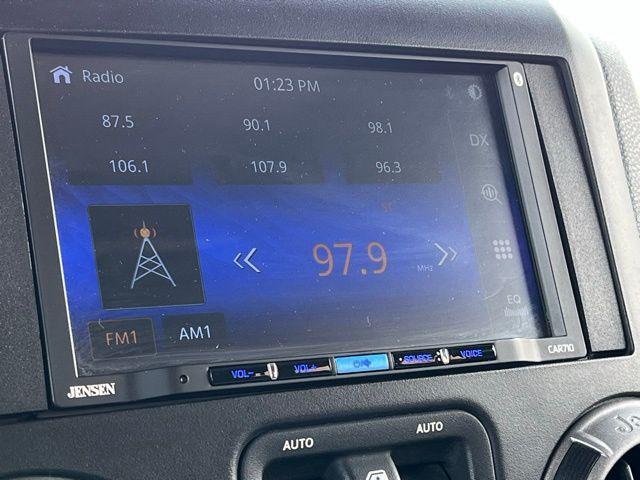 Radio
01:23 PM
87.5 90.1 98.1
DX
106.1 107.9 96.3
ST
97.9
MHz
FM1 AM1
EQ
JENSEN
VOL- VOL+ SOURCE VOICE
CAR710
AUTO AUTO